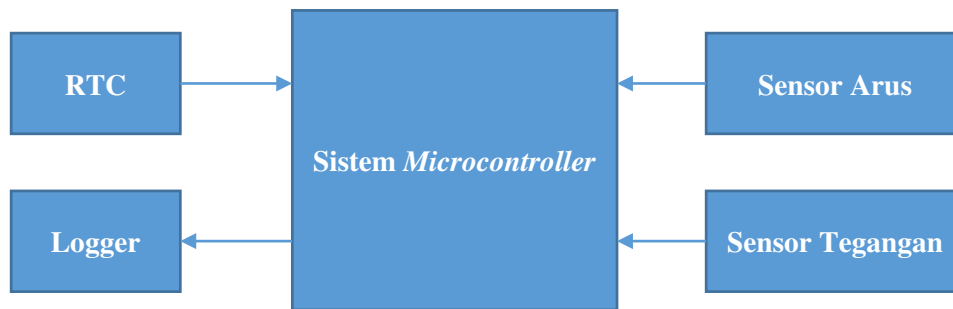 RTC
Sensor Arus
Sistem Microcontroller
Logger
Sensor Tegangan